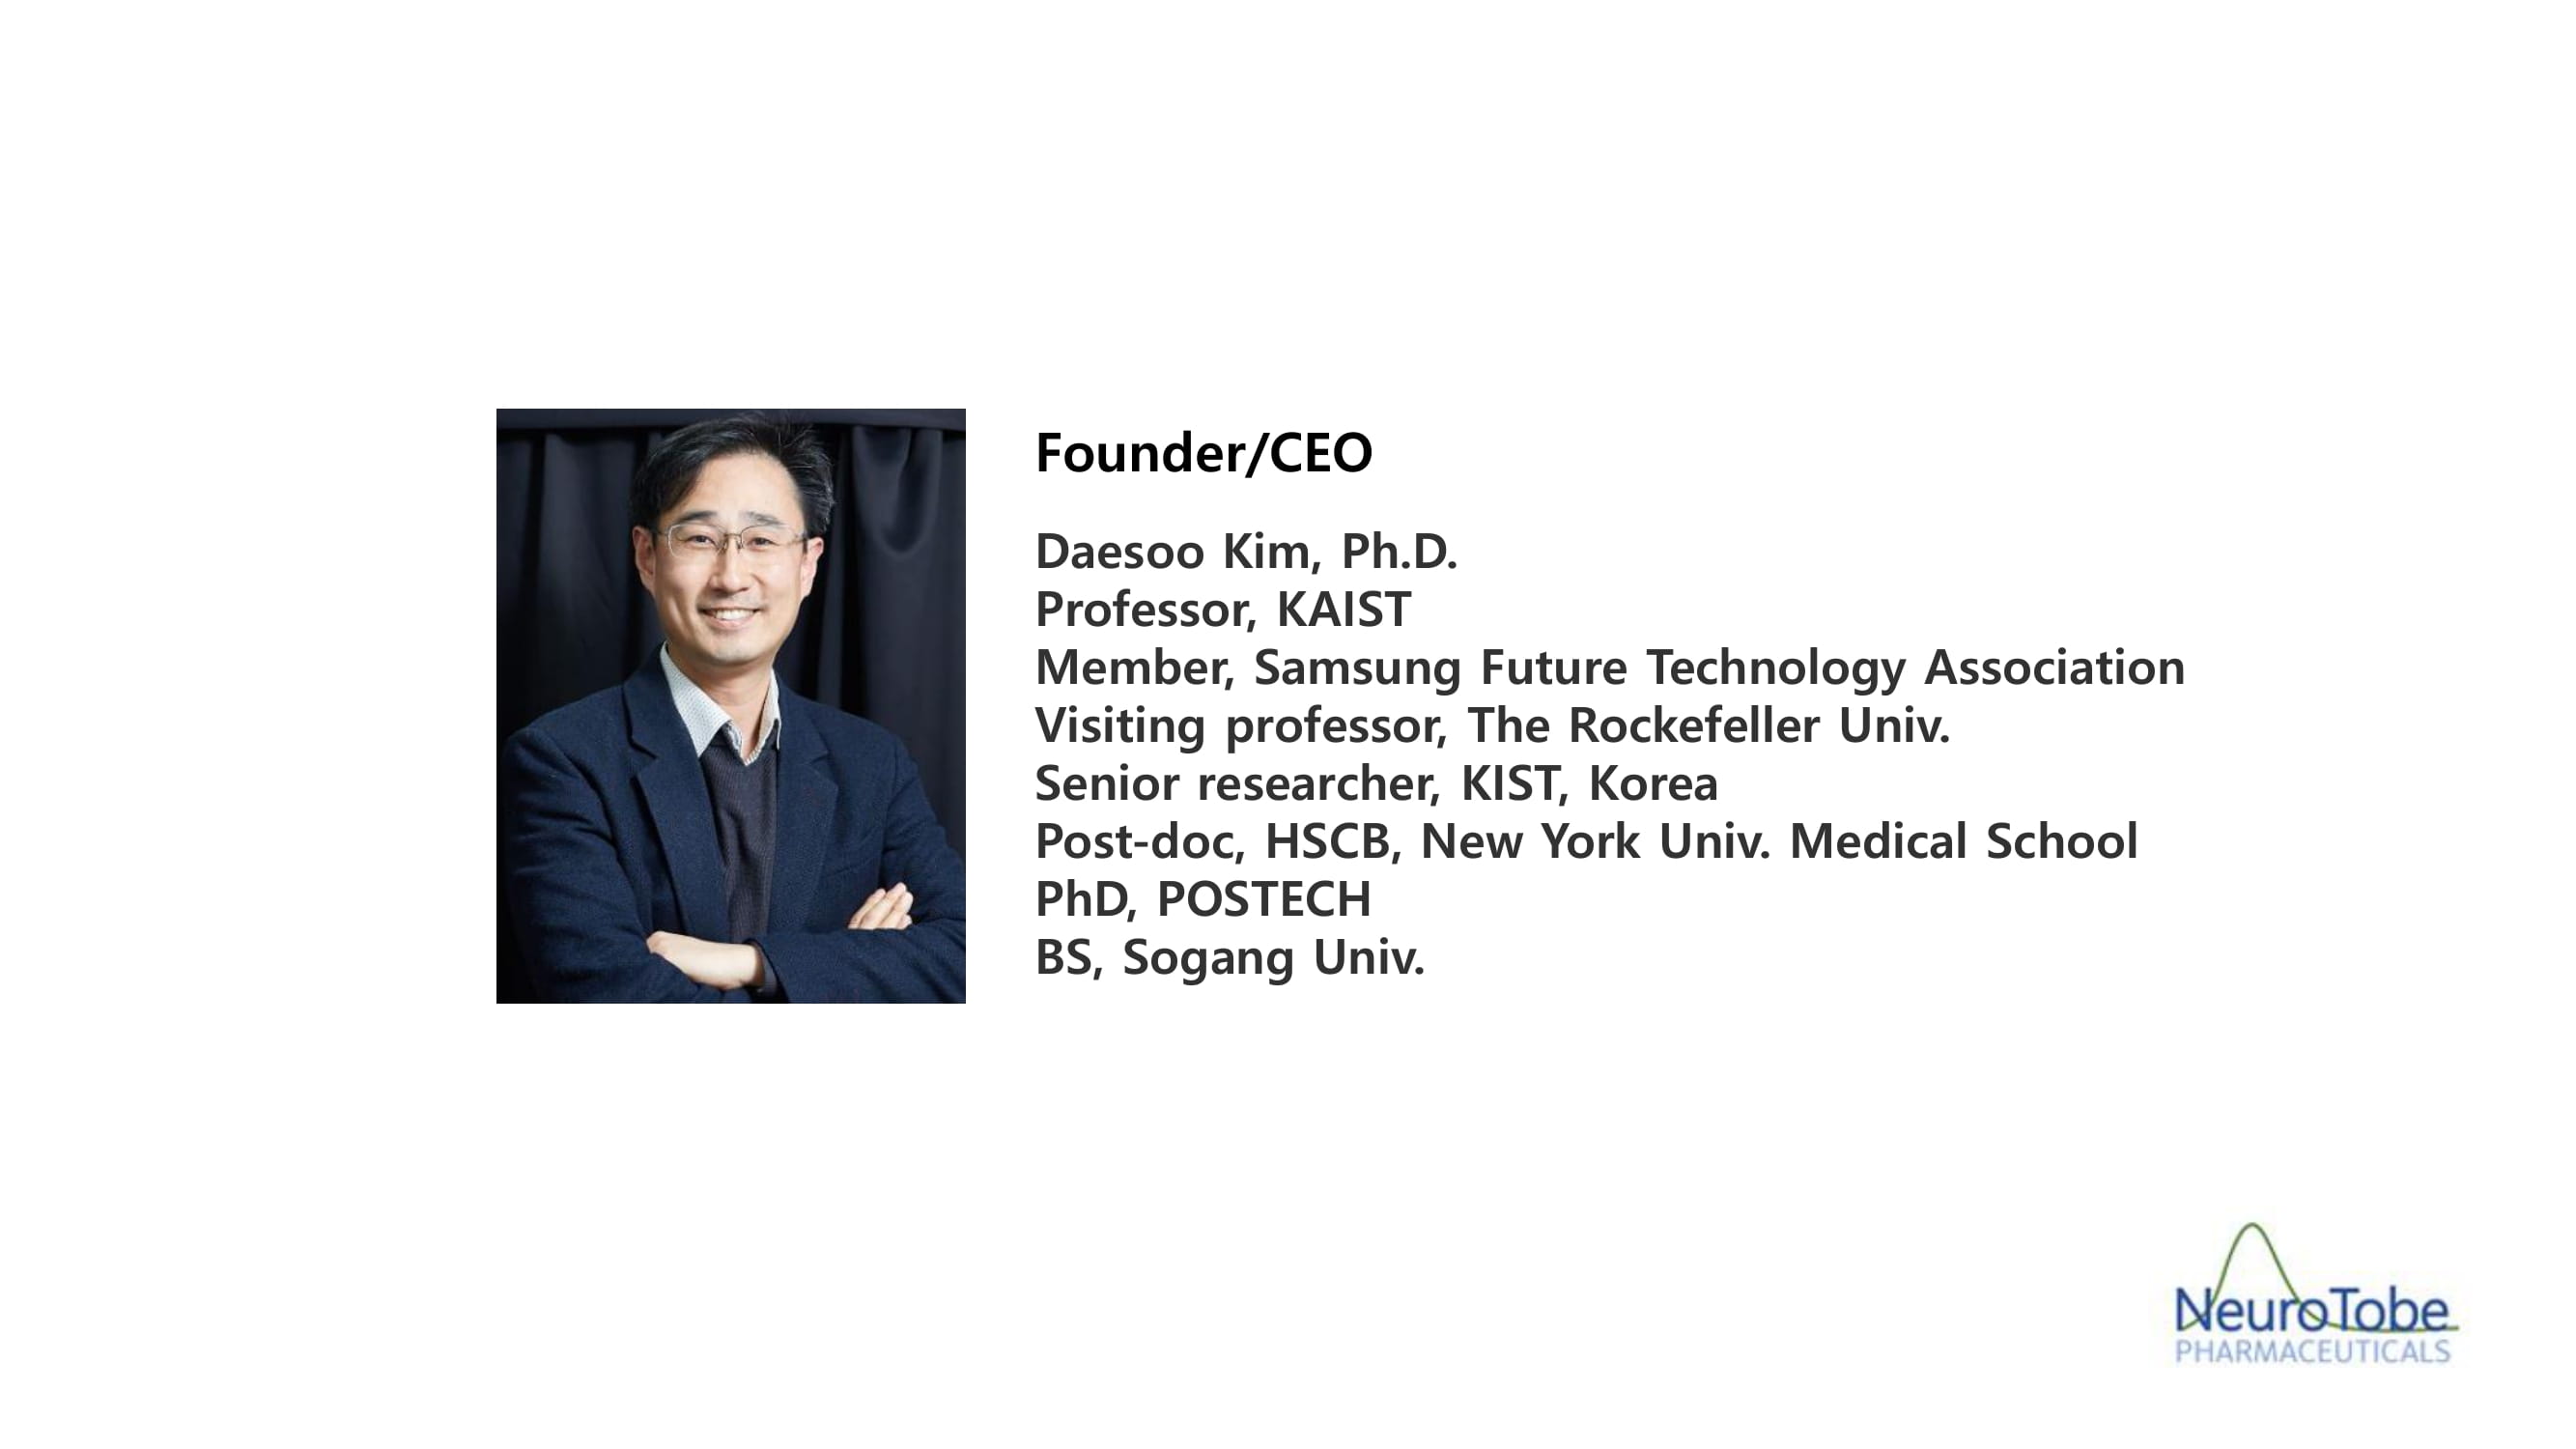 Founder/CEO
Daesoo Kim, Ph.D.
Professor, KAIST
Member, Samsung Future Technology Association
Visiting professor, The Rockefeller Univ.
Senior researcher, KIST, Korea
Post-doc, HSCB, New York Univ. Medical School
PhD, POSTECH
BS, Sogang Univ.
NeuroTobe
PHARMACEUTICALS